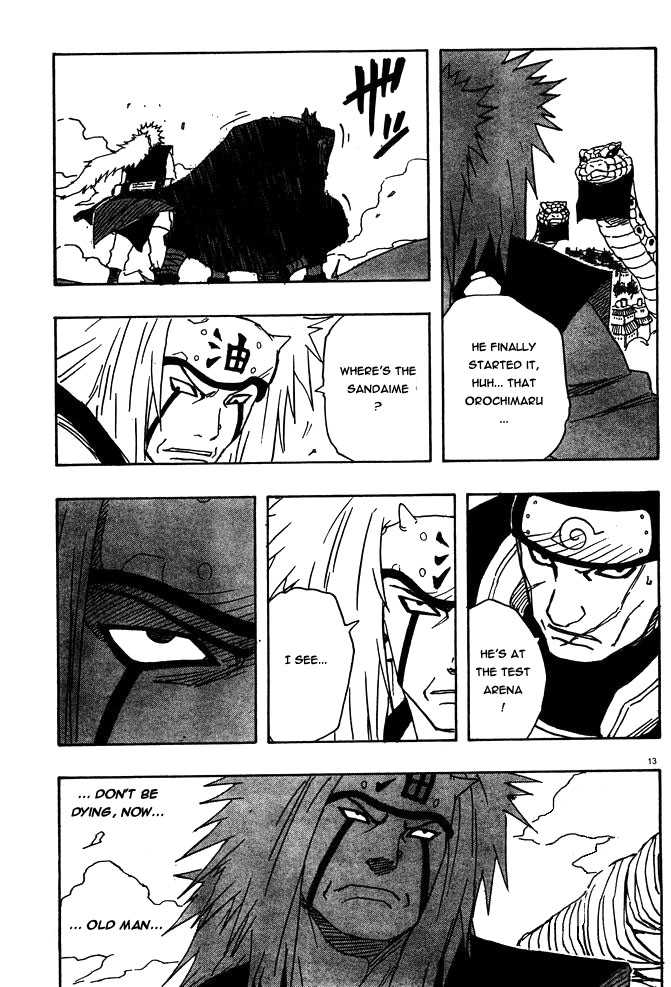 HE FINALLY
STARTED IT,
HUH... THAT
OROCHIMARU
...
油
WHERE'S THE
SANDAIME
?
HE'S AT
THE TEST
ARENA
!
I SEE...
13
... DON'T BE
DYING, NOW...
... OLD MAN...